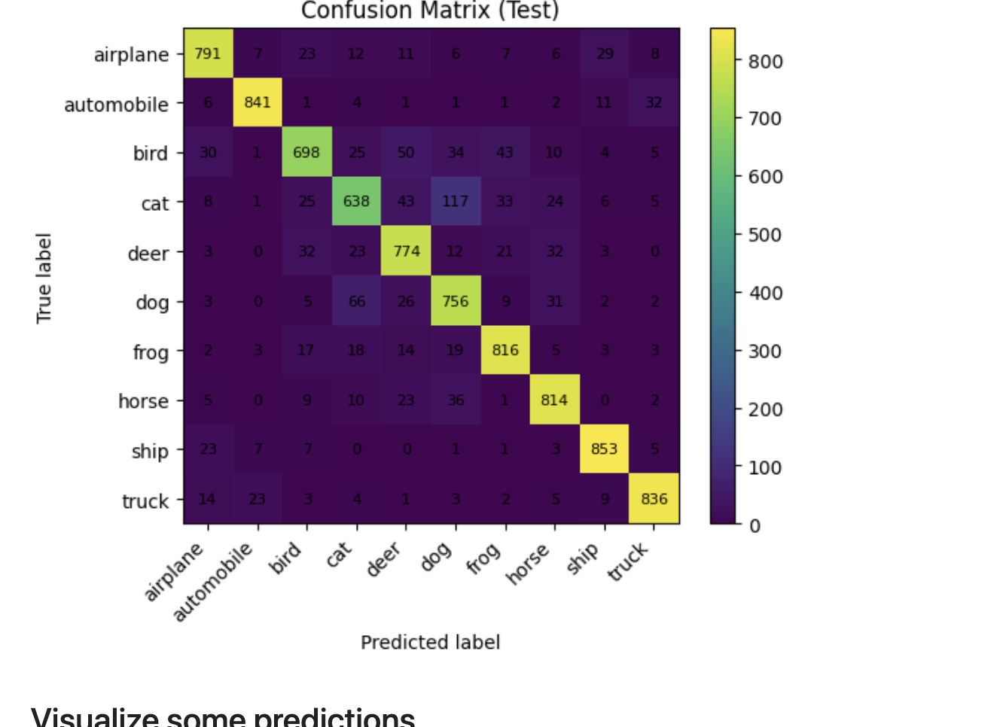 Confusion Matrix (Test)
airplane 791 7 23 12 11 6 7 6 29 8
automobile 6 841 1 4 1 1 1 2 11 32
bird 30 1 698 25 50 34 43 10 4 5
cat 8 1 25 638 43 117 33 24 6 5
deer 3 0 32 23 774 12 21 32 3 0
dog 3 0 5 66 26 756 9 31 2 2
frog 2 3 17 18 14 19 816 5 3 3
horse 5 0 9 10 23 36 1 814 0 2
ship 23 7 7 0 0 1 1 3 853 5
truck 14 23 3 4 1 3 2 5 9 836
True label
airplane automobile bird cat deer dog frog horse ship truck
Predicted label
800
700
600
500
400
300
200
100
0
Visualize some predictions